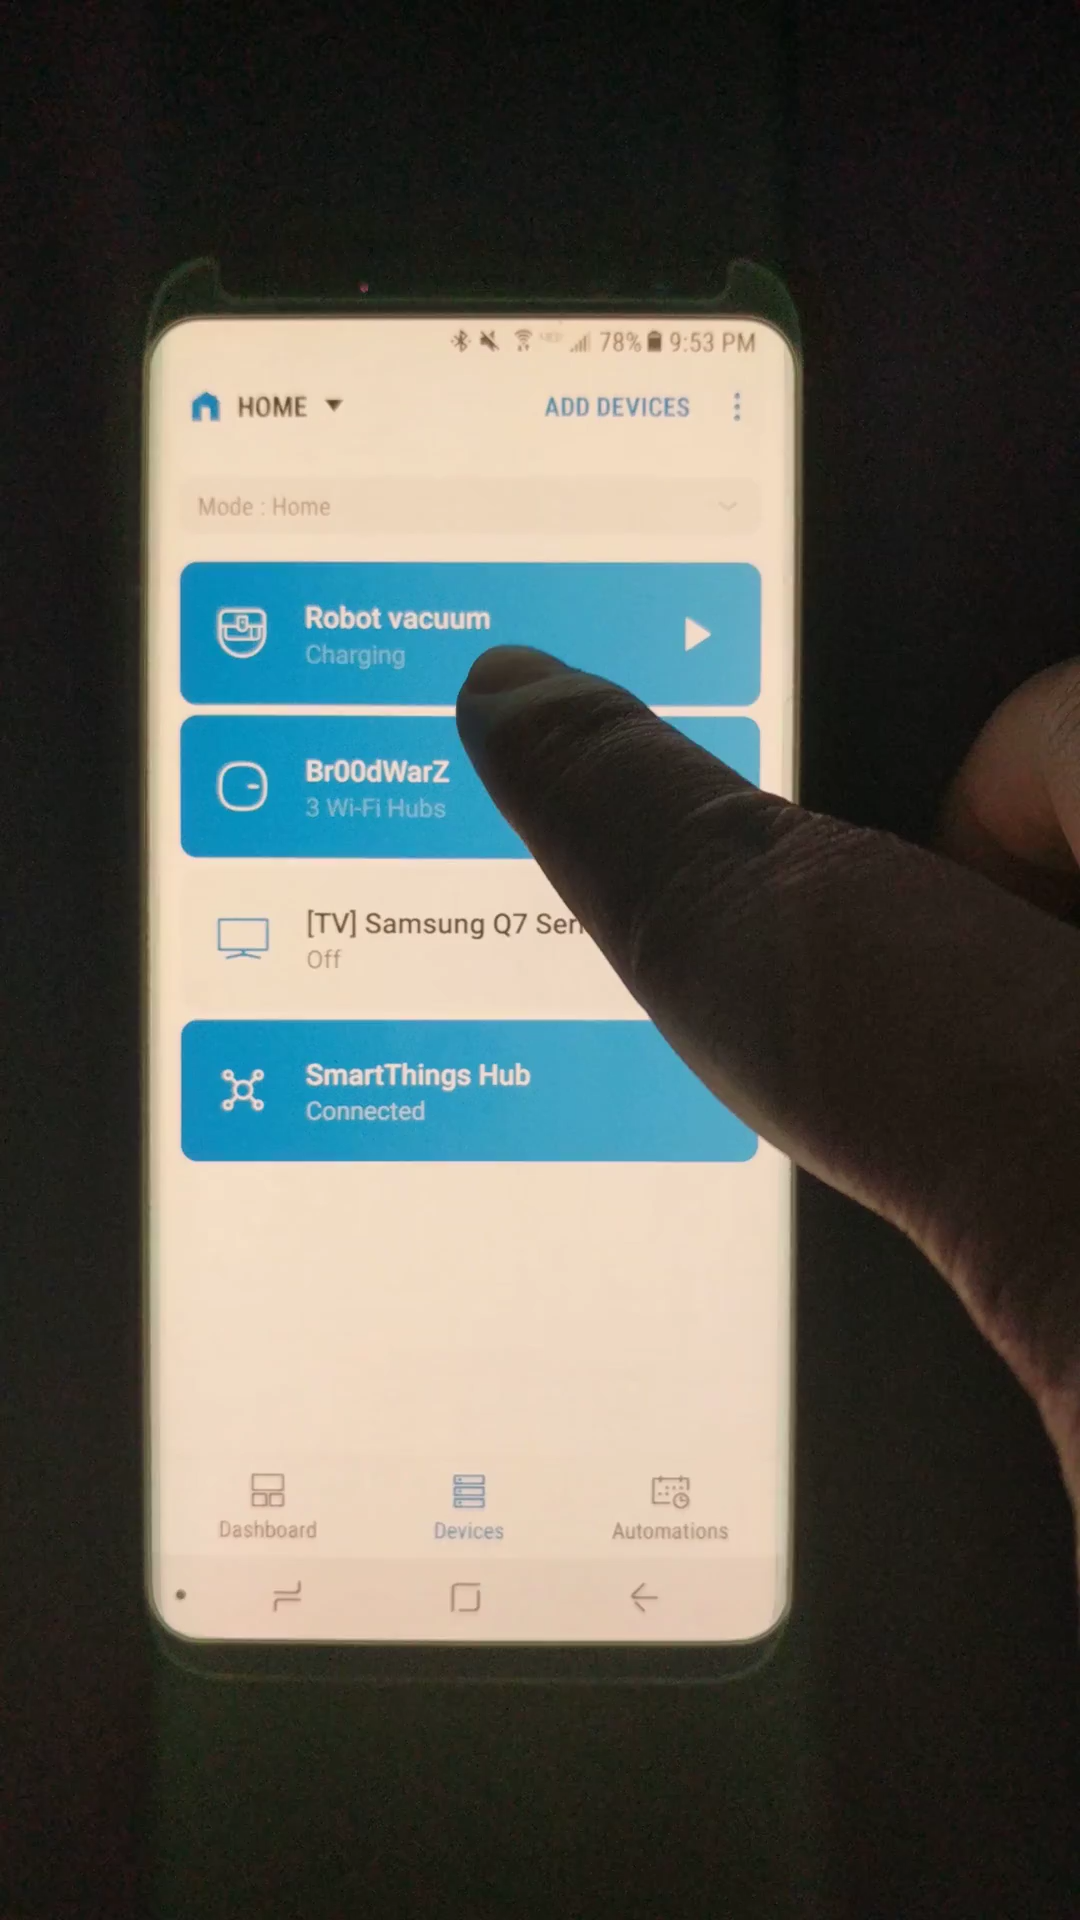 78% 9:53 PM
HOME ADD DEVICES
Mode : Home
Robot vacuum
Charging
Br00dWarZ
3 Wi-Fi Hubs
[TV] Samsung Q7 Ser
Off
SmartThings Hub
Connected
Dashboard Devices Automations